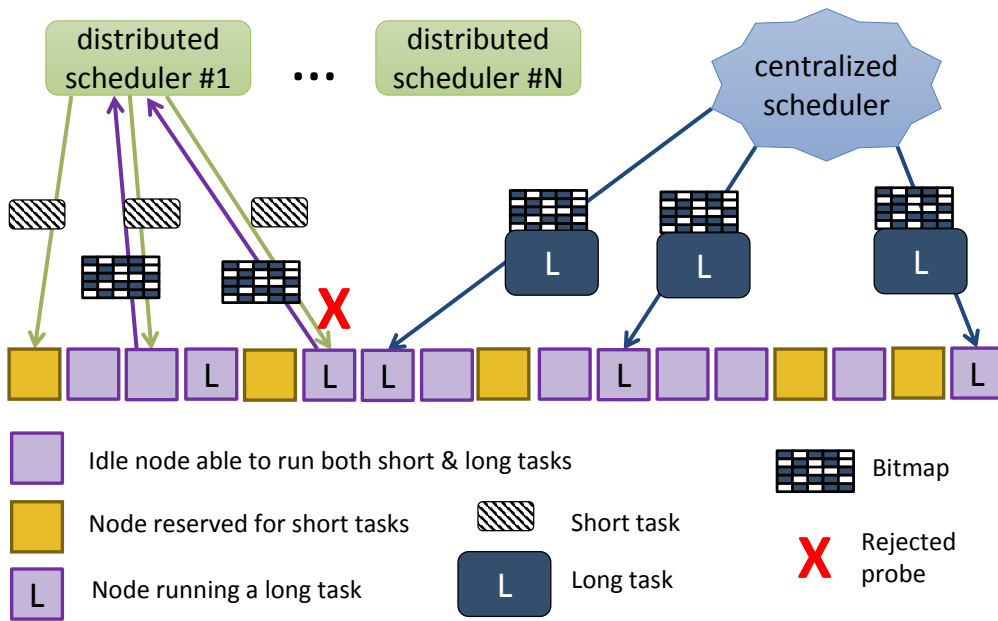 distributed
scheduler #1
...
distributed
scheduler #N
centralized
scheduler
L
L
L
X
L
L
L
L
L
Idle node able to run both short & long tasks
Bitmap
Node reserved for short tasks
Short task
X
Rejected
probe
L
Node running a long task
L
Long task